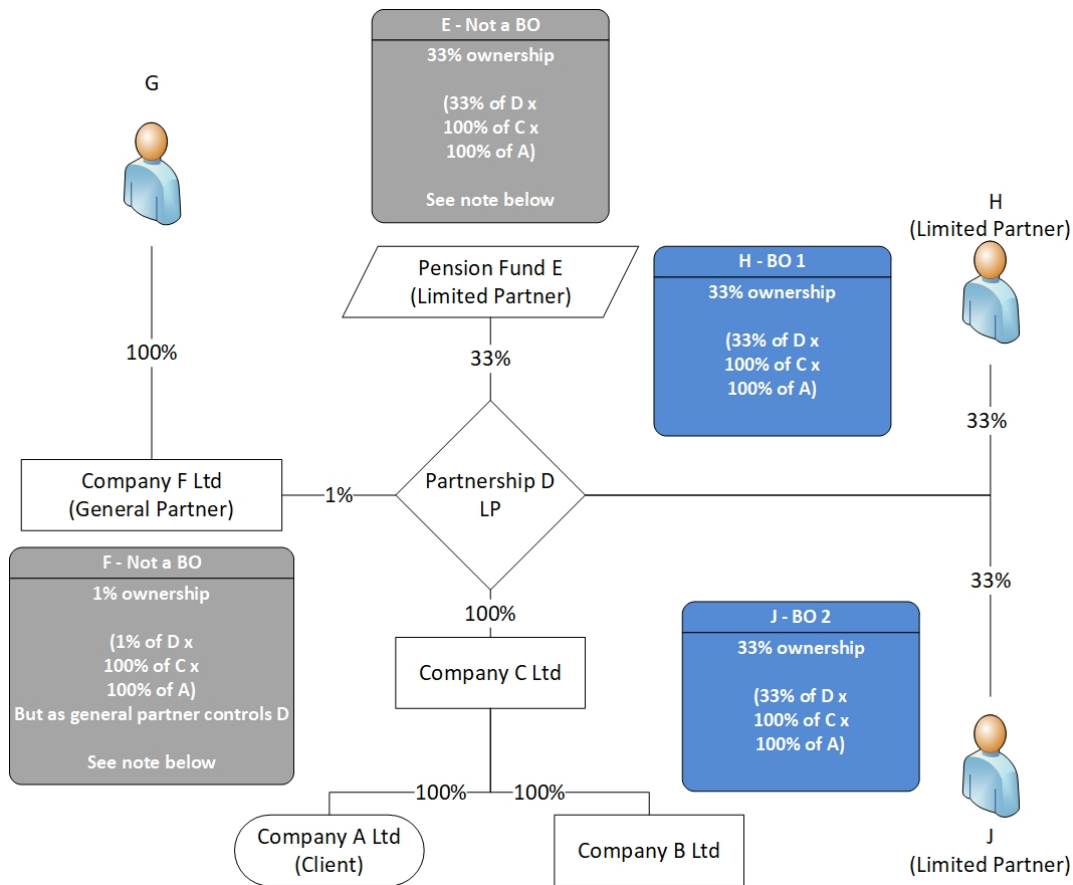 E - Not a BO
33% ownership
(33% of D x
100% of C x
100% of A)
See note below
G
H
(Limited Partner)
Pension Fund E
(Limited Partner)
H - BO 1
33% ownership
(33% of D x
100% of C x
100% of A)
100%
33%
33%
Company F Ltd
(General Partner)
1%
Partnership D
LP
F - Not a BO
1% ownership
(1% of D x
100% of C x
100% of A)
But as general partner controls D
See note below
33%
100%
J - BO 2
33% ownership
(33% of D x
100% of C x
100% of A)
Company C Ltd
100%
100%
Company A Ltd
(Client)
Company B Ltd
J
(Limited Partner)